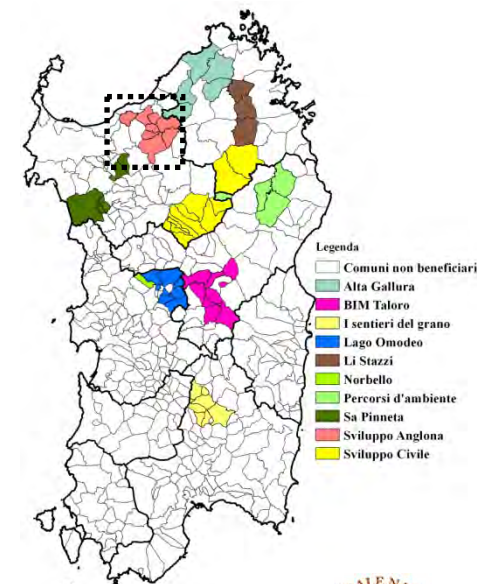 Legenda
Comuni non beneficiari
Alta Gallura
BIM Taloro
I sentieri del grano
Lago Omodeo
Li Stazzi
Norbello
Percorsi d'ambiente
Sa Pinneta
Sviluppo Anglona
Sviluppo Civile